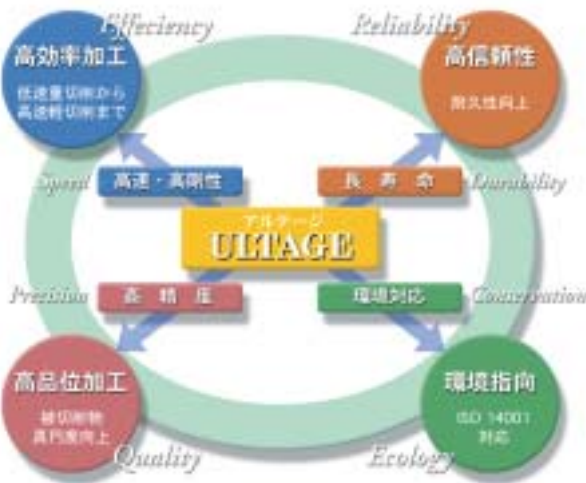 Effeciency
Reliability
高効率加工
低速重切削から
高速軽切削まで
高信頼性
耐久性向上
Speed
高速・高剛性
長寿命
Durability
アルテージ
ULTAGE
Precision
高精度
環境対応
Conservation
高品位加工
被切削物
真円度向上
環境指向
ISO 14001
対応
Quality
Ecology